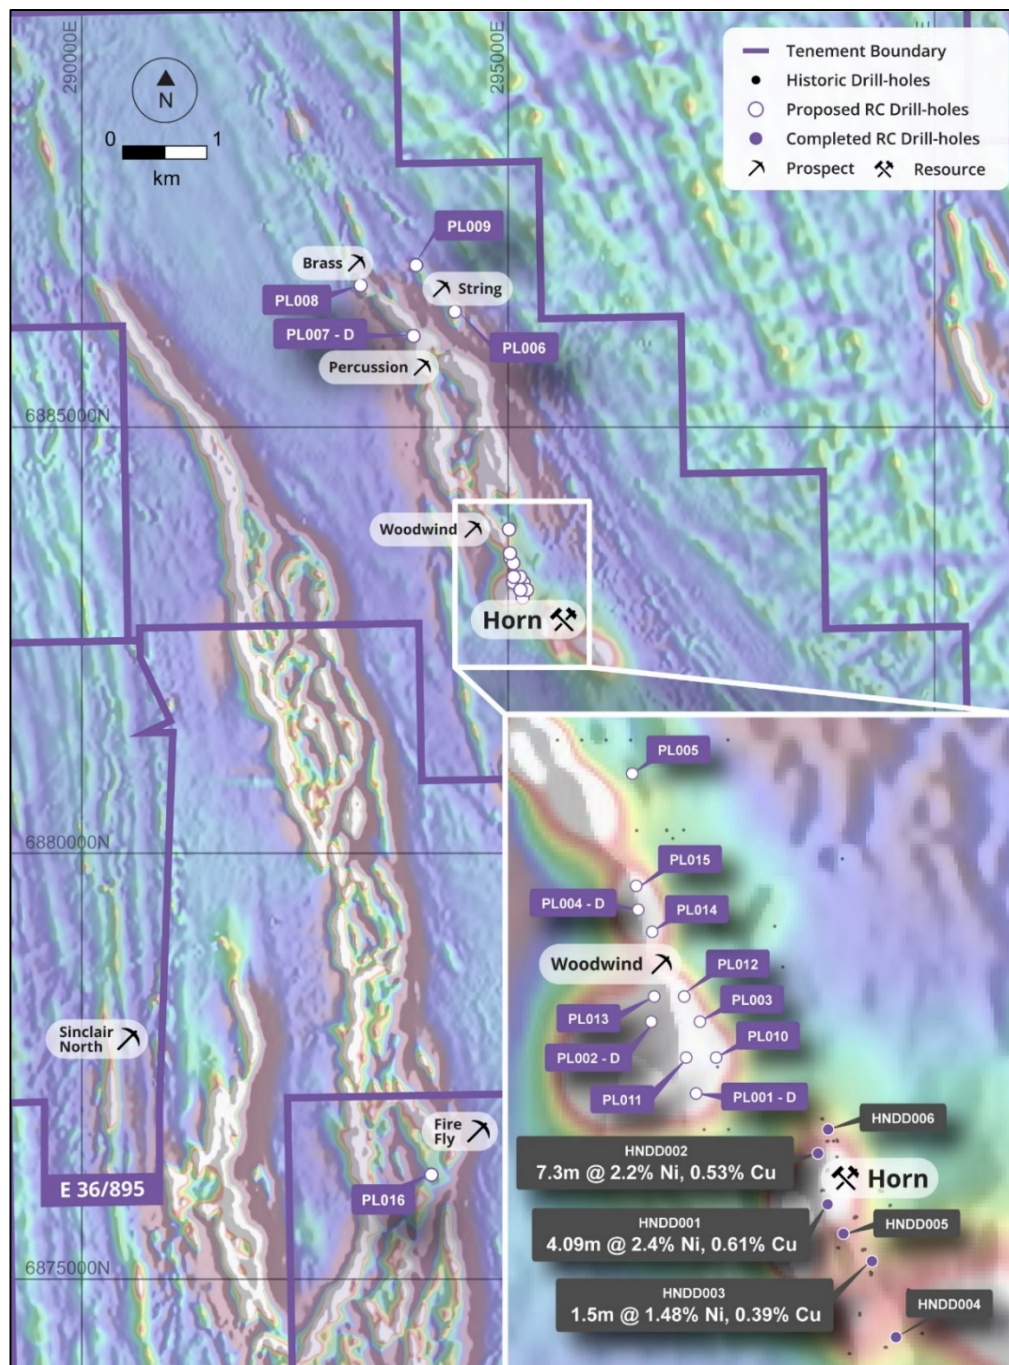 290000E
295000E
E
Tenement Boundary
Historic Drill-holes
Proposed RC Drill-holes
Completed RC Drill-holes
Prospect
Resource
N
0 1
km
PL009
Brass
String
PL008
PL007 - D
PL006
Percussion
6885000N
Woodwind
Horn
6880000N
Sinclair
North
Fire
Fly
E 36/895
PL016
6875000N
PL005
PL015
PL004 - D
PL014
Woodwind
PL012
PL013
PL003
PL002 - D
PL010
PL011
PL001 - D
HNDD006
HNDD002
7.3m @ 2.2% Ni, 0.53% Cu
Horn
HNDD001
4.09m @ 2.4% Ni, 0.61% Cu
HNDD005
HNDD003
1.5m @ 1.48% Ni, 0.39% Cu
HNDD004